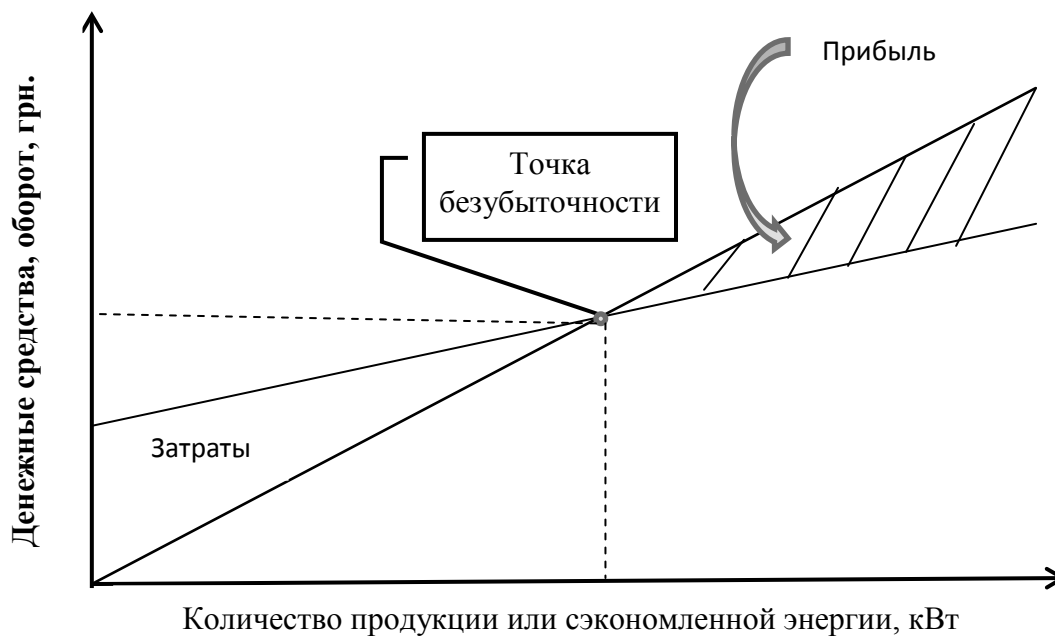 Прибыль
Точка
безубыточности
Денежные средства, оборот, грн.
Затраты
Количество продукции или сэкономленной энергии, кВт